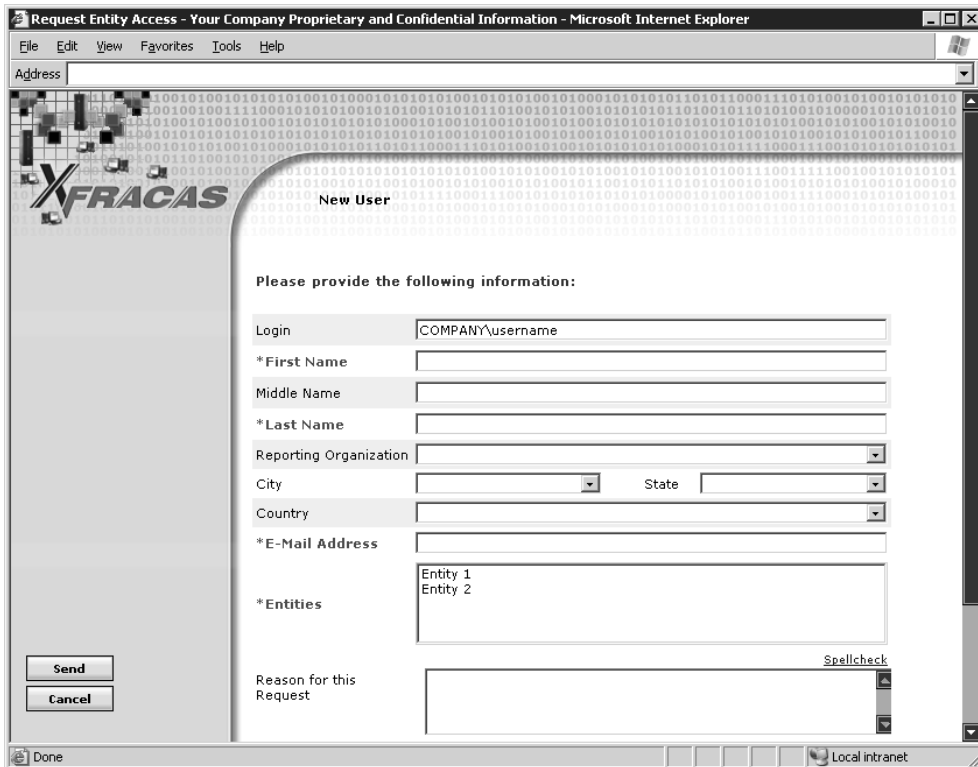 Request Entity Access - Your Company Proprietary and Confidential Information - Microsoft Internet Explorer
File Edit View Favorites Tools Help
Address
XFRACAS
New User
Please provide the following information:
Login COMPANY\username
*First Name
Middle Name
*Last Name
Reporting Organization
City State
Country
*E-Mail Address
*Entities
Entity 1
Entity 2
Spellcheck
Reason for this
Request
Send
Cancel
Done Local intranet